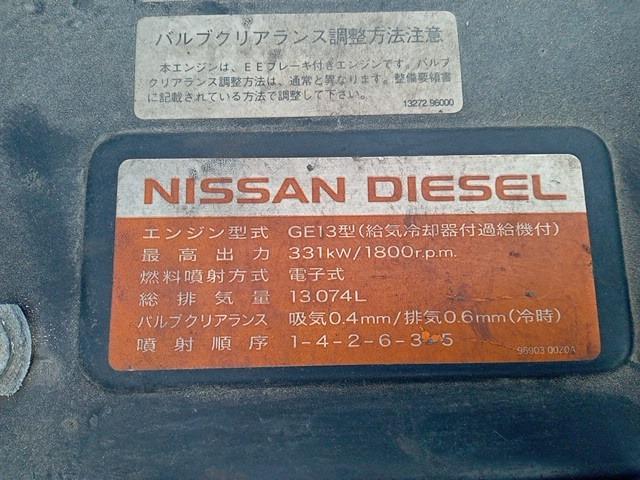 バルブクリアランス調整方法注意
本エンジンは、EEブレーキ付きエンジンです。バルブ
クリアランス調整方法は、通常と異なります。整備要領書
に記載されている方法で調整して下さい。
13272.96000
NISSAN DIESEL
エンジン型式 GE13型(給気冷却器付過給機付)
最高出力 331kW/1800r.p.m.
燃料噴射方式 電子式
総排気量 13.074L
バルブクリアランス 吸気0.4mm/排気0.6mm(冷時)
噴射順序 1-4-2-6-3-5
96903 00Z0A